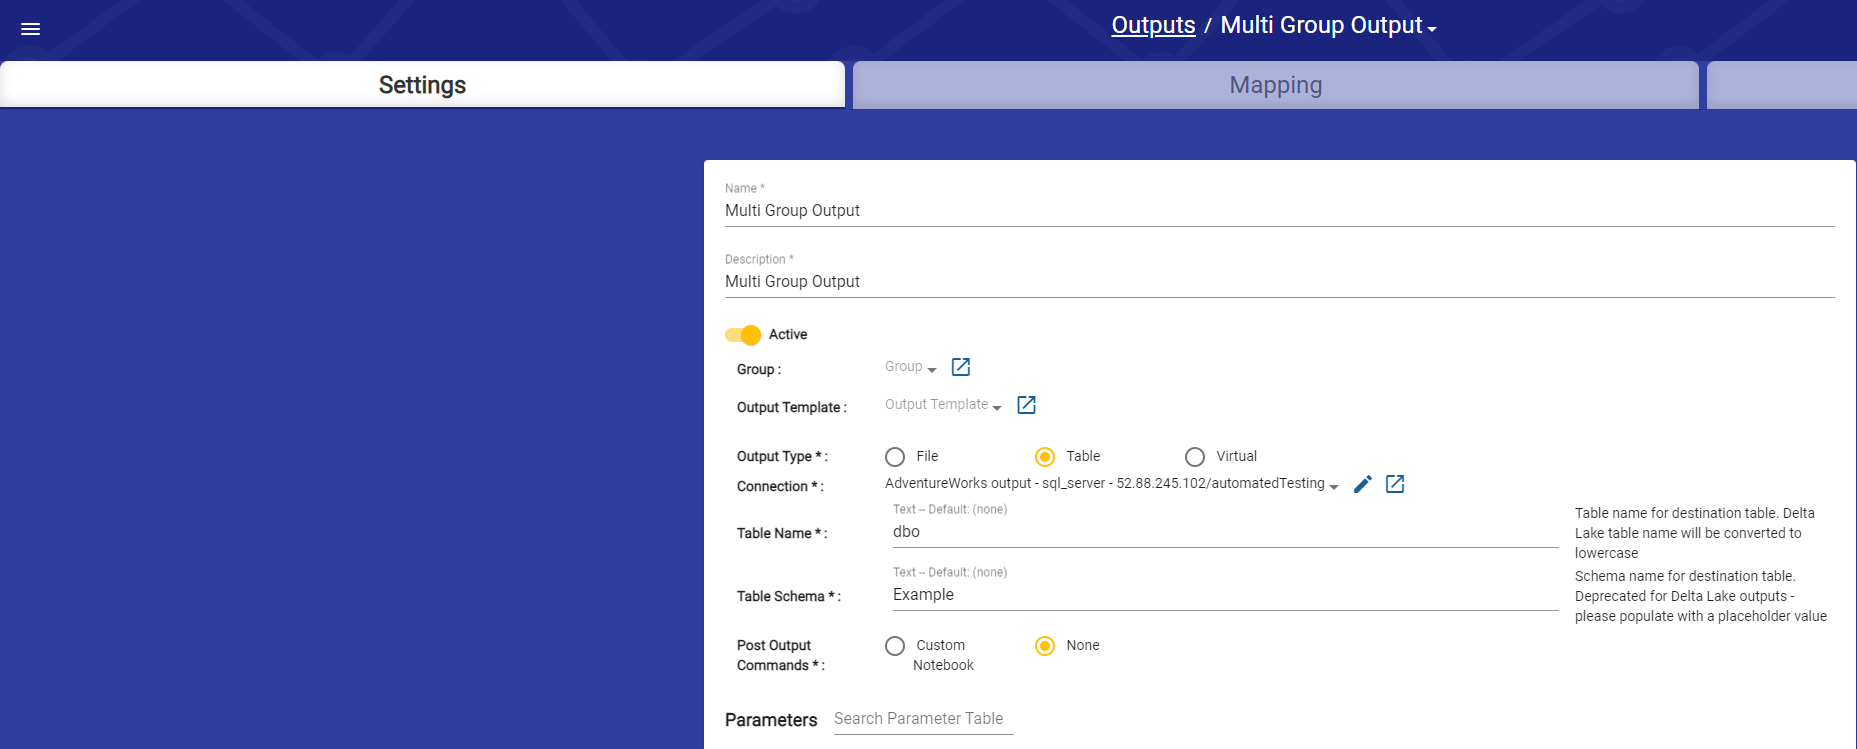 Outputs / Multi Group Output
Settings
Mapping
Name *
Multi Group Output
Description *
Multi Group Output
Active
Group :
Group
Output Template :
Output Template
Output Type * :
File
Table
Virtual
Connection * :
AdventureWorks output - sql_server - 52.88.245.102/automatedTesting
Text -- Default: (none)
Table Name * :
dbo
Table name for destination table. Delta
Lake table name will be converted to
lowercase
Text -- Default: (none)
Table Schema * :
Example
Schema name for destination table.
Deprecated for Delta Lake outputs -
please populate with a placeholder value
Post Output
Commands * :
Custom
Notebook
None
Parameters
Search Parameter Table